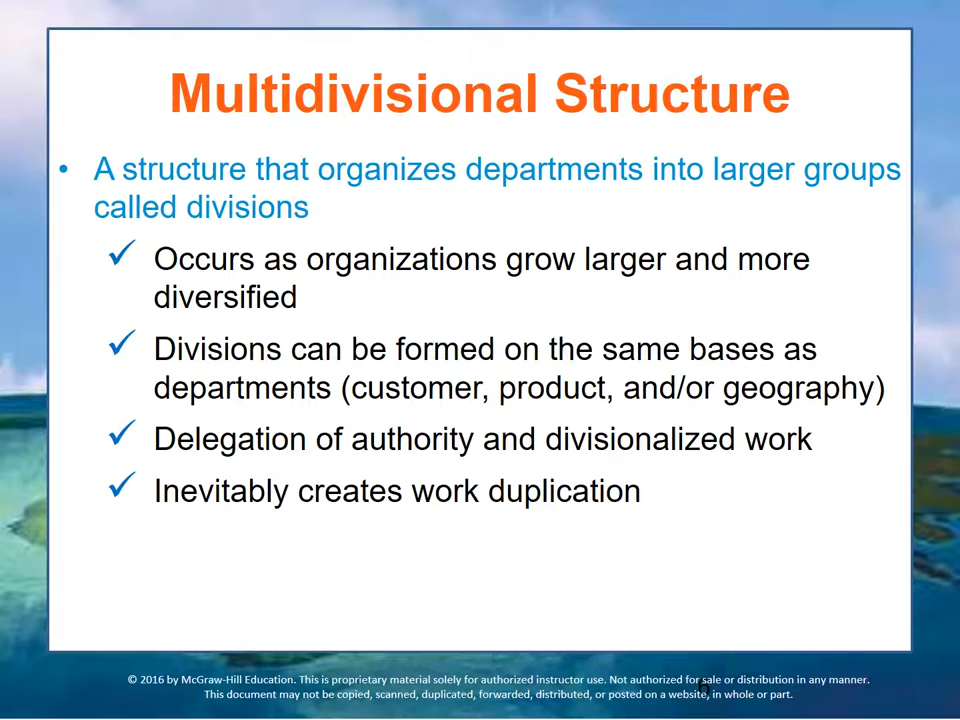 Multidivisional Structure
• A structure that organizes departments into larger groups
called divisions
✓ Occurs as organizations grow larger and more
diversified
✓ Divisions can be formed on the same bases as
departments (customer, product, and/or geography)
✓ Delegation of authority and divisionalized work
✓ Inevitably creates work duplication
© 2016 by McGraw-Hill Education. This is proprietary material solely for authorized instructor use. Not authorized for sale or distribution in any manner.
This document may not be copied, scanned, duplicated, forwarded, distributed, or posted on a website, in whole or part.